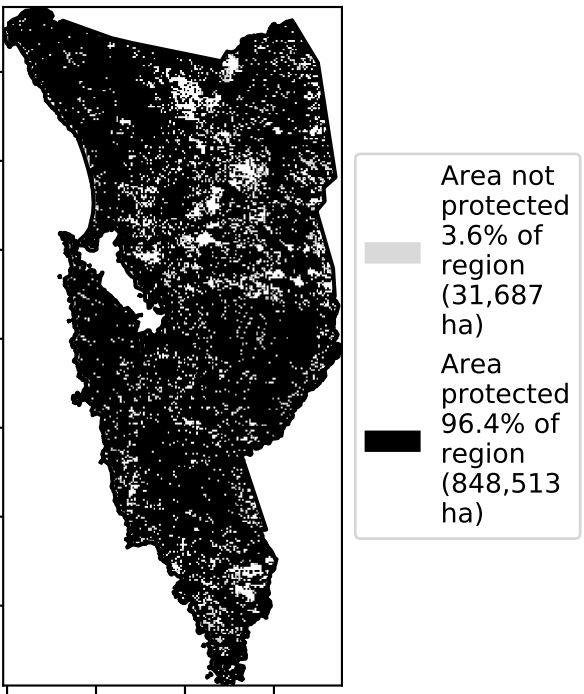 Area not
protected
3.6% of
region
(31,687
ha)
Area
protected
96.4% of
region
(848,513
ha)